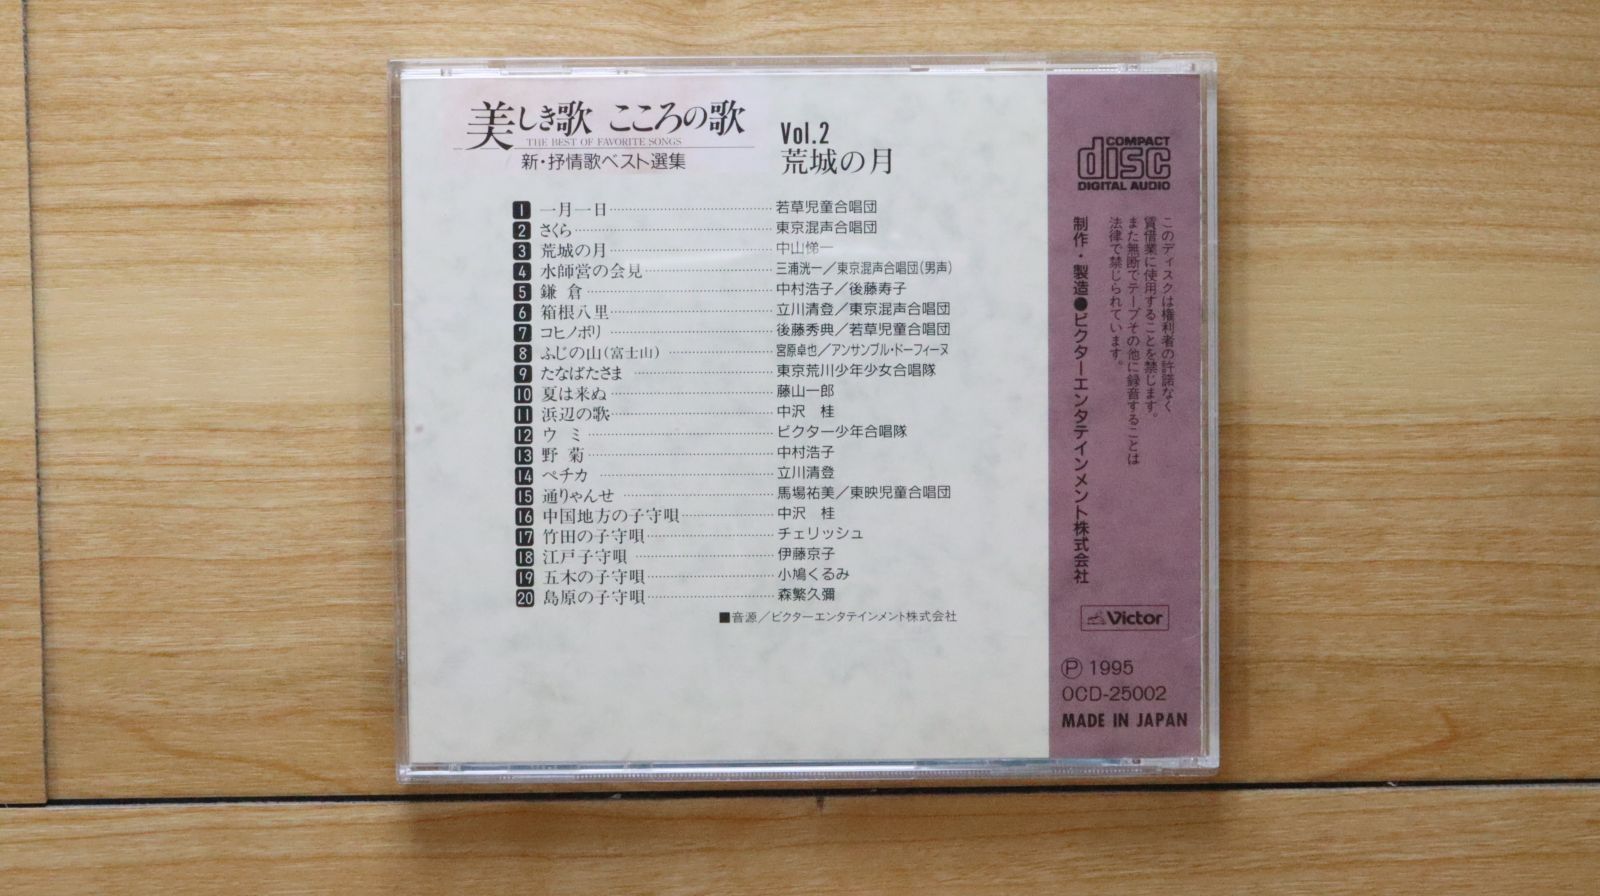 美しき歌 こころの歌
THE BEST OF FAVORITE SONGS
新・抒情歌ベスト選集
Vol.2
荒城の月
1 一月一日 若草児童合唱団
2 さくら 東京混声合唱団
3 荒城の月 中山悌一
4 水師営の会見 三浦洸一／東京混声合唱団(男声)
5 鎌倉 中村浩子／後藤寿子
6 箱根八里 立川清登／東京混声合唱団
7 コヒノボリ 後藤秀典／若草児童合唱団
8 ふじの山(富士山) 宮原卓也／アンサンブル・ドーフィーヌ
9 たなばたさま 東京荒川少年少女合唱隊
10 夏は来ぬ 藤山一郎
11 浜辺の歌 中沢 桂
12 ウミ ビクター少年合唱隊
13 野菊 中村浩子
14 ペチカ 立川清登
15 通りゃんせ 馬場祐美／東映児童合唱団
16 中国地方の子守唄 中沢 桂
17 竹田の子守唄 チェリッシュ
18 江戸子守唄 伊藤京子
19 五木の子守唄 小鳩くるみ
20 島原の子守唄 森繁久彌
■音源／ビクターエンタテインメント株式会社
COMPACT
disc
DIGITAL AUDIO
このディスクは権利者の許諾なく
賃借業に使用することを禁じます。
また無断でテープその他に録音することは
法律で禁じられています。
制作・製造●ビクターエンタテインメント株式会社
Victor
Ⓟ 1995
OCD-25002
MADE IN JAPAN